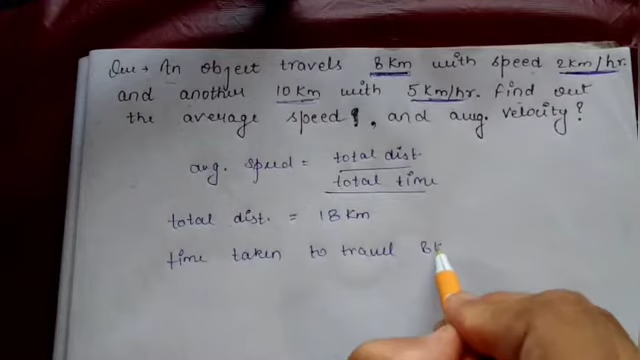 Que → An object travels 8 Km with speed 2km/hr.
and another 10 Km with 5 Km/hr. find out
the average speed?, and avg. velocity?
avg. speed = total dist
total time
total dist. = 18 Km
time taken to travel 8K